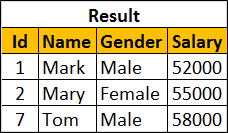 Result
Id Name Gender Salary
1 Mark Male 52000
2 Mary Female 55000
7 Tom Male 58000